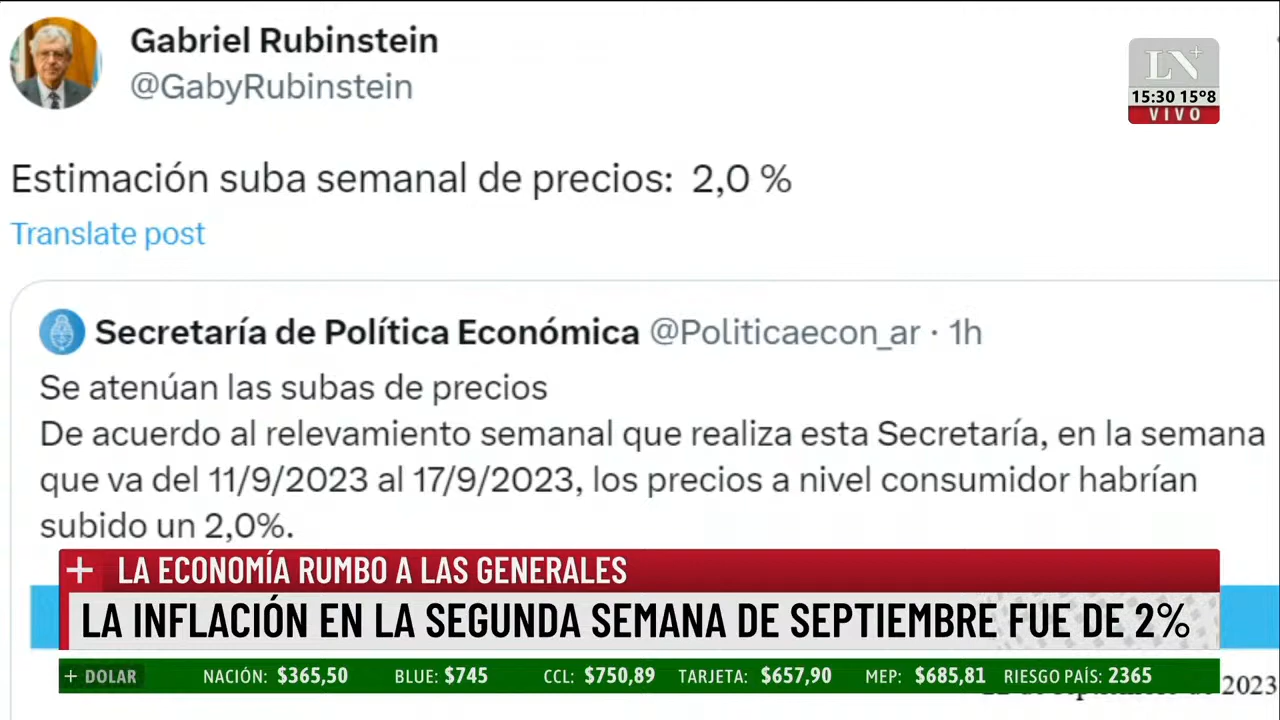 Gabriel Rubinstein
@GabyRubinstein
LN+
15:30 15°8
VIVO
Estimación suba semanal de precios: 2,0 %
Translate post
Secretaría de Política Económica @Politicaecon_ar · 1h
Se atenúan las subas de precios
De acuerdo al relevamiento semanal que realiza esta Secretaría, en la semana
que va del 11/9/2023 al 17/9/2023, los precios a nivel consumidor habrían
subido un 2,0%.
+ LA ECONOMÍA RUMBO A LAS GENERALES
LA INFLACIÓN EN LA SEGUNDA SEMANA DE SEPTIEMBRE FUE DE 2%
+ DOLAR NACIÓN: $365,50 BLUE: $745 CCL: $750,89 TARJETA: $657,90 MEP: $685,81 RIESGO PAÍS: 2365
2023